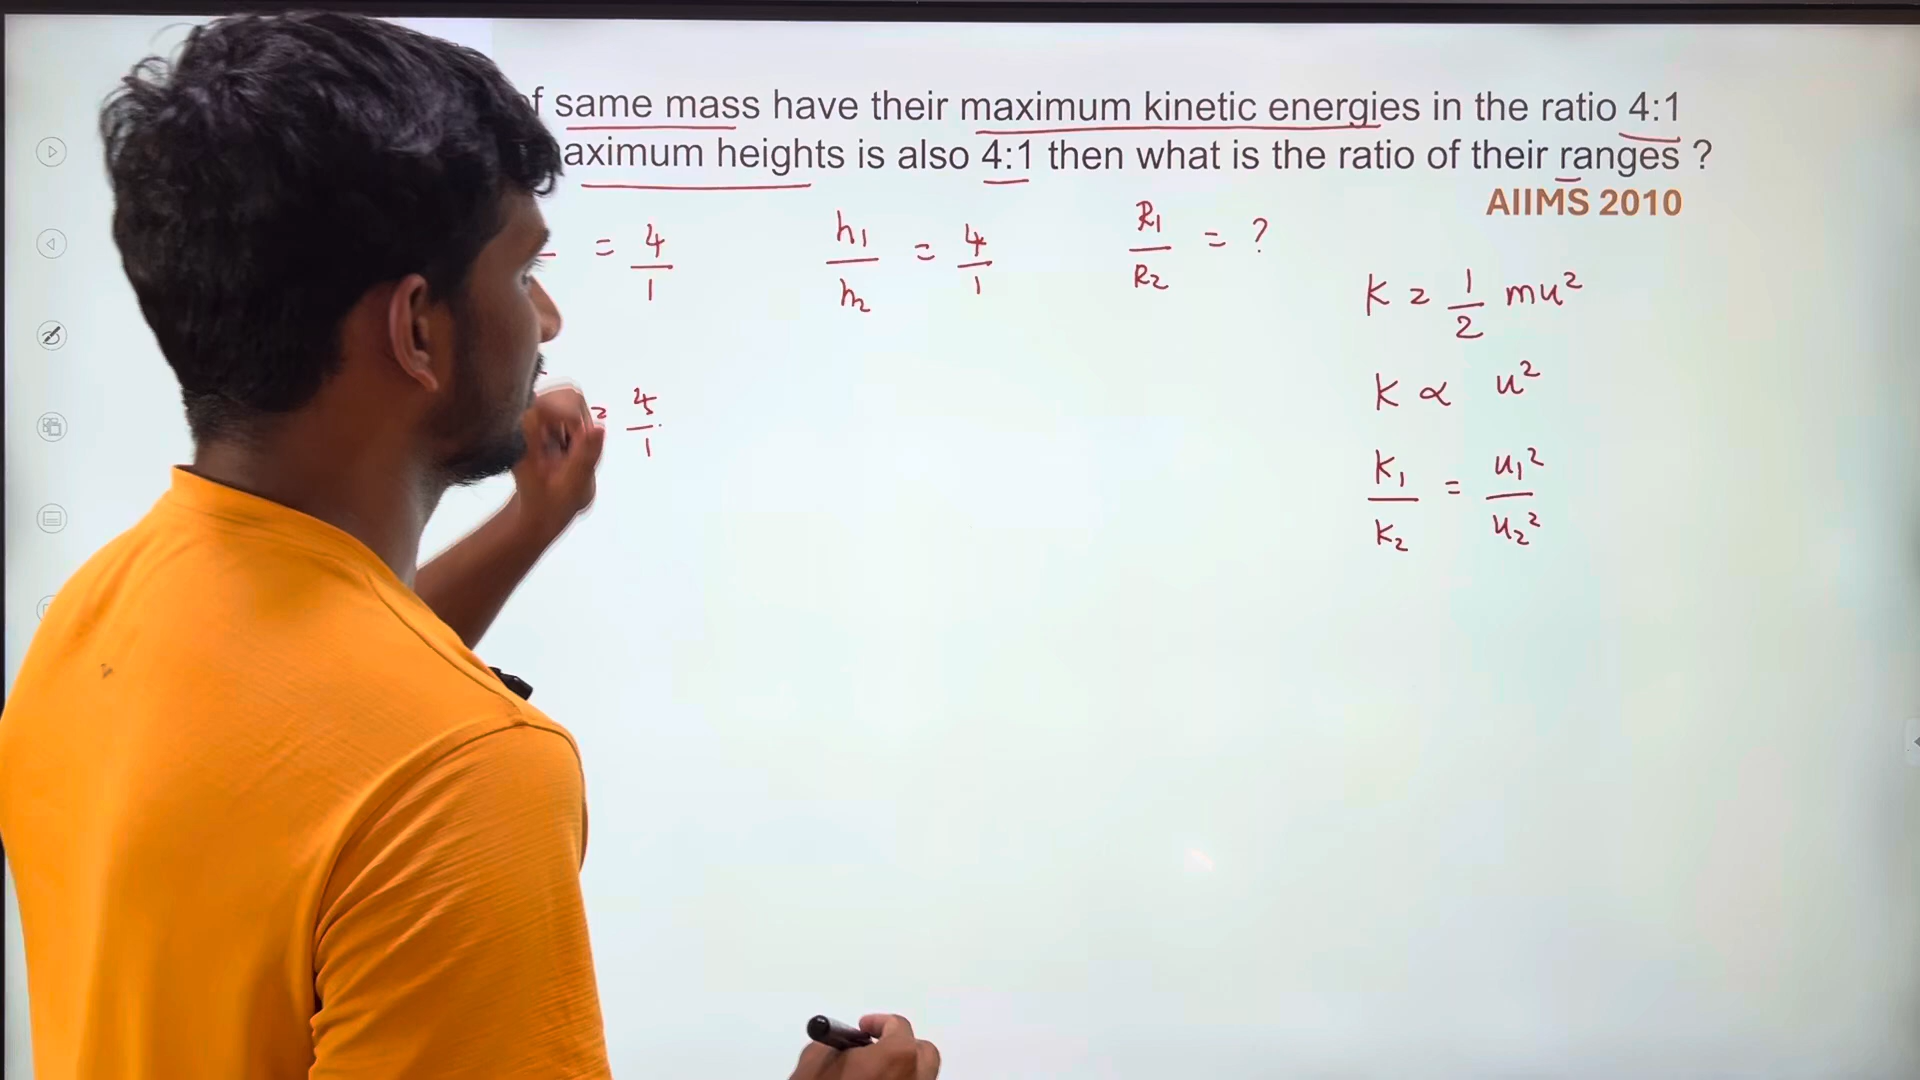 of same mass have their maximum kinetic energies in the ratio 4:1
aximum heights is also 4:1 then what is the ratio of their ranges ?
AIIMS 2010
= 4/1
h1/h2 = 4/1
R1/R2 = ?
K = 1/2 mu²
K ∝ u²
K1/K2 = u1²/u2²
= 4/1